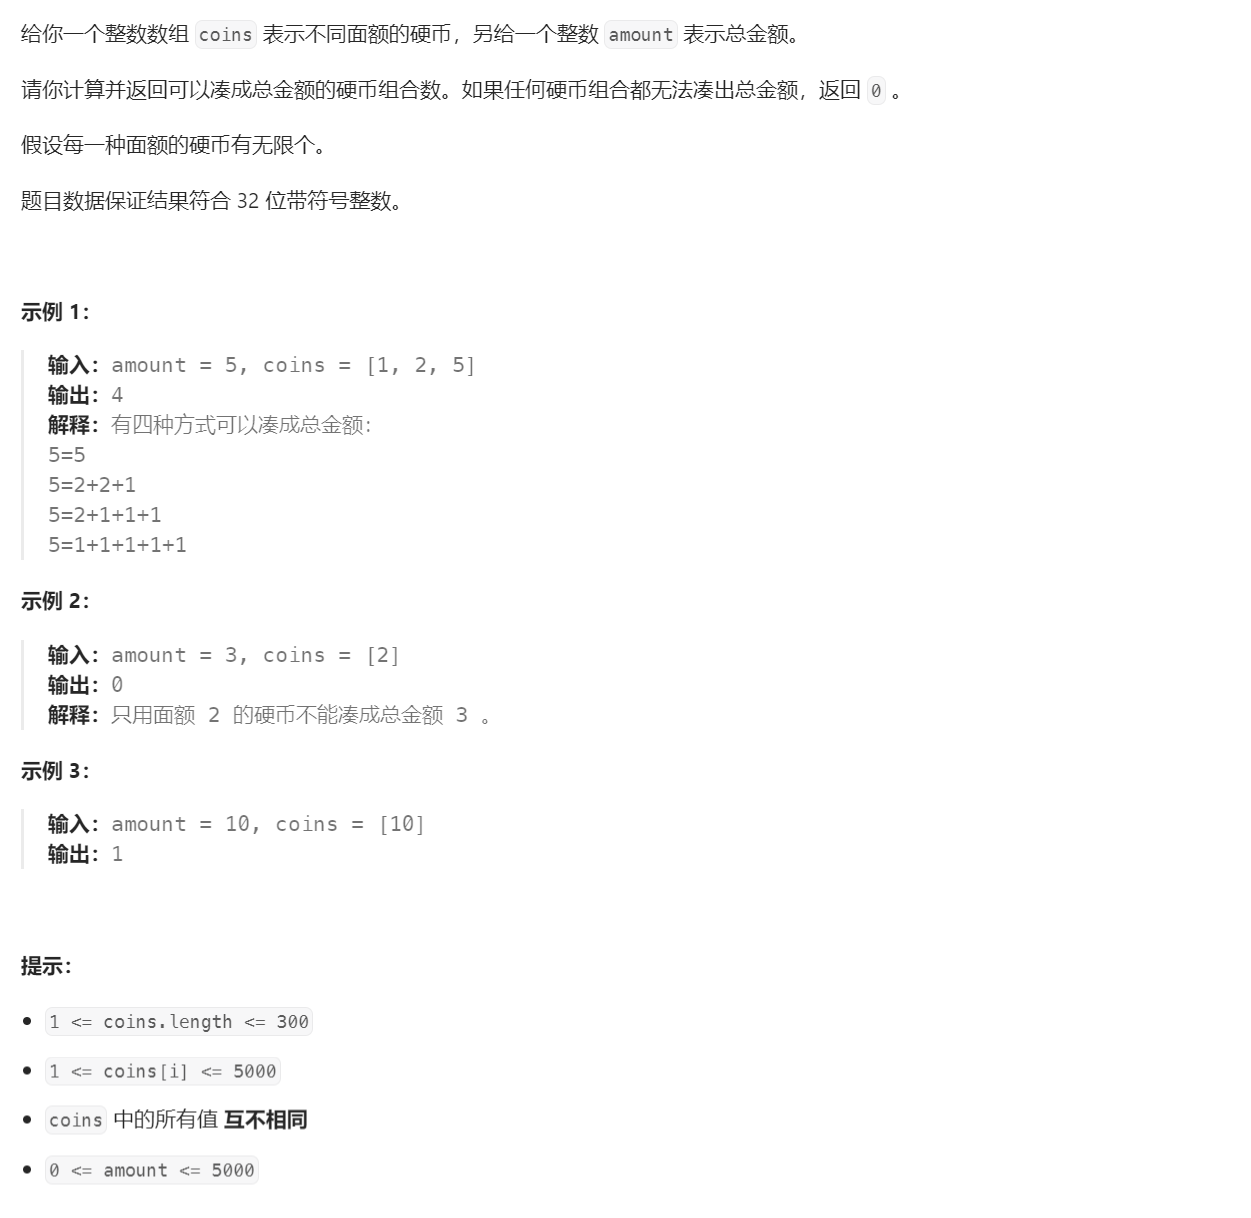 给你一个整数数组 coins 表示不同面额的硬币，另给一个整数 amount 表示总金额。
请你计算并返回可以凑成总金额的硬币组合数。如果任何硬币组合都无法凑出总金额，返回 0 。
假设每一种面额的硬币有无限个。
题目数据保证结果符合 32 位带符号整数。
示例 1：
输入：amount = 5, coins = [1, 2, 5]
输出：4
解释：有四种方式可以凑成总金额：
5=5
5=2+2+1
5=2+1+1+1
5=1+1+1+1+1
示例 2：
输入：amount = 3, coins = [2]
输出：0
解释：只用面额 2 的硬币不能凑成总金额 3 。
示例 3：
输入：amount = 10, coins = [10]
输出：1
提示：
1 <= coins.length <= 300
1 <= coins[i] <= 5000
coins 中的所有值 互不相同
0 <= amount <= 5000